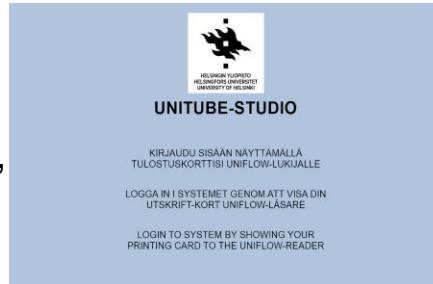 HELSINGIN YLIOPISTO
HELSINGFORS UNIVERSITET
UNIVERSITY OF HELSINKI
UNITUBE-STUDIO
KIRJAUDU SISÄÄN NÄYTTÄMÄLLÄ
TULOSTUSKORTTISI UNIFLOW-LUKIJALLE
LOGGA IN I SYSTEMET GENOM ATT VISA DIN
UTSKRIFT-KORT UNIFLOW-LÄSARE
LOGIN TO SYSTEM BY SHOWING YOUR
PRINTING CARD TO THE UNIFLOW-READER